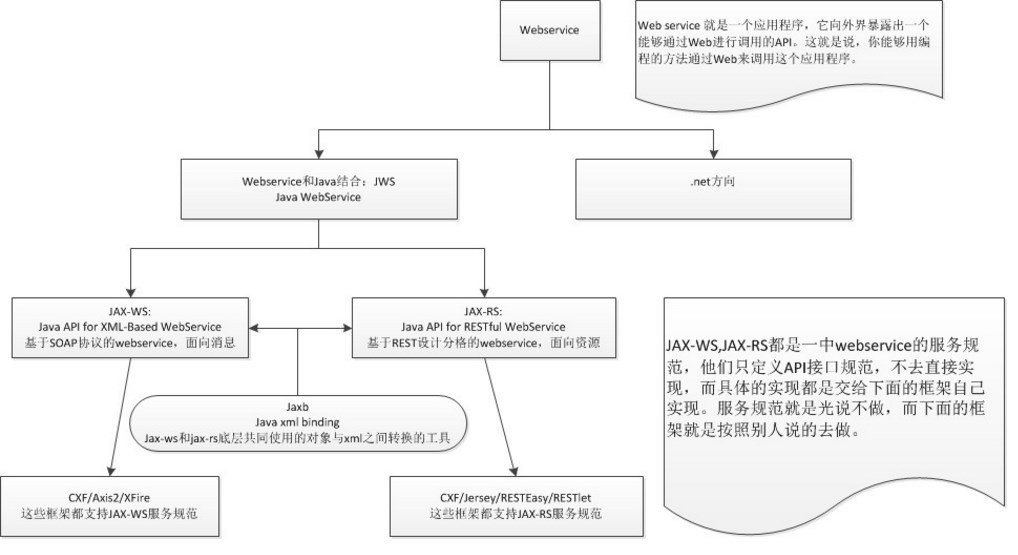 Webservice
Web service 就是一个应用程序，它向外界暴露出一个
能够通过Web进行调用的API。这就是说，你能够用编
程的方法通过Web来调用这个应用程序。
Webservice和Java结合：JWS
Java WebService
.net方向
JAX-WS:
Java API for XML-Based WebService
基于SOAP协议的webservice，面向消息
JAX-RS:
Java API for RESTful WebService
基于REST设计分格的webservice，面向资源
JAX-WS,JAX-RS都是一中webservice的服务规
范，他们只定义API接口规范，不去直接实
现，而具体的实现都是交给下面的框架自己
实现。服务规范就是光说不做，而下面的框
架就是按照别人说的去做。
Jaxb
Java xml binding
Jax-ws和jax-rs底层共同使用的对象与xml之间转换的工具
CXF/Axis2/XFire
这些框架都支持JAX-WS服务规范
CXF/Jersey/RESTEasy/RESTlet
这些框架都支持JAX-RS服务规范